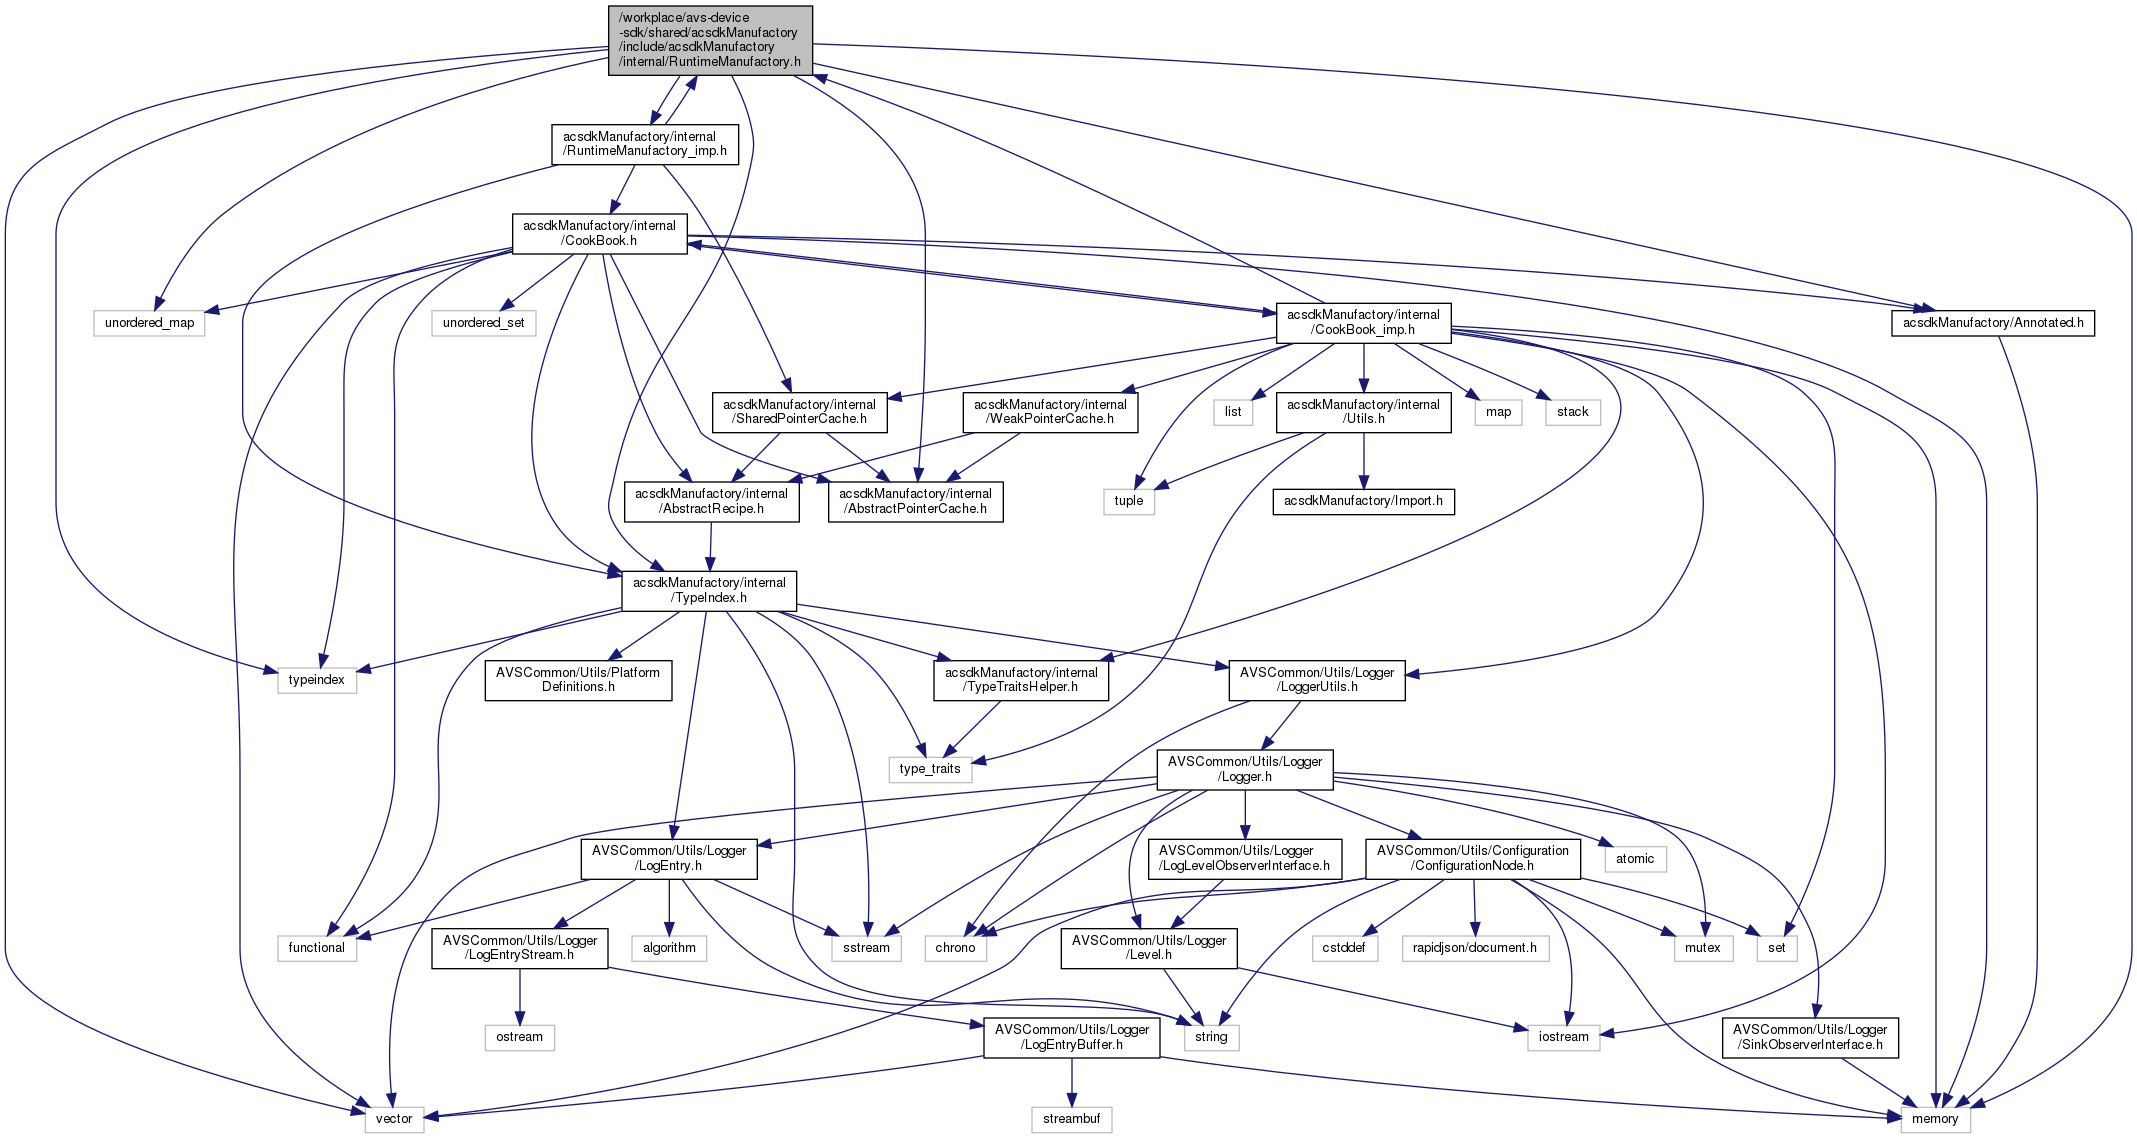 /workplace/avs-device
-sdk/shared/acsdkManufactory
/include/acsdkManufactory
/internal/RuntimeManufactory.h
acsdkManufactory/internal
/RuntimeManufactory_imp.h
acsdkManufactory/internal
/CookBook.h
unordered_map
unordered_set
acsdkManufactory/internal
/CookBook_imp.h
acsdkManufactory/Annotated.h
acsdkManufactory/internal
/SharedPointerCache.h
acsdkManufactory/internal
/WeakPointerCache.h
list
acsdkManufactory/internal
/Utils.h
map
stack
acsdkManufactory/internal
/AbstractRecipe.h
acsdkManufactory/internal
/AbstractPointerCache.h
tuple
acsdkManufactory/Import.h
acsdkManufactory/internal
/TypeIndex.h
typeindex
AVSCommon/Utils/Platform
Definitions.h
acsdkManufactory/internal
/TypeTraitsHelper.h
AVSCommon/Utils/Logger
/LoggerUtils.h
type_traits
AVSCommon/Utils/Logger
/Logger.h
AVSCommon/Utils/Logger
/LogEntry.h
AVSCommon/Utils/Logger
/LogLevelObserverInterface.h
AVSCommon/Utils/Configuration
/ConfigurationNode.h
atomic
functional
AVSCommon/Utils/Logger
/LogEntryStream.h
algorithm
sstream
chrono
AVSCommon/Utils/Logger
/Level.h
cstddef
rapidjson/document.h
mutex
set
ostream
AVSCommon/Utils/Logger
/LogEntryBuffer.h
string
iostream
AVSCommon/Utils/Logger
/SinkObserverInterface.h
vector
streambuf
memory